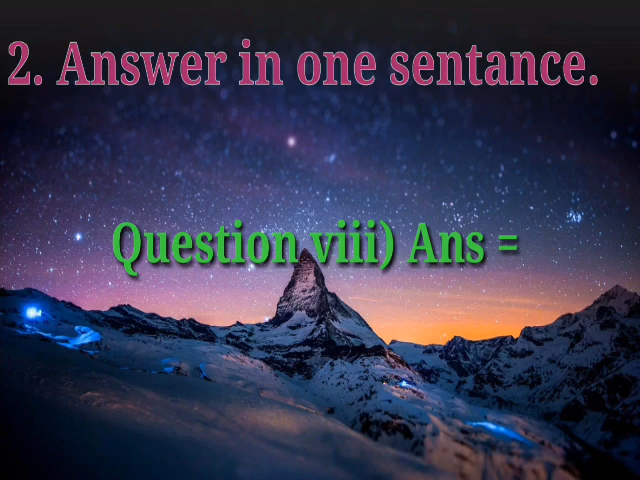 2. Answer in one sentance.
Question viii) Ans =